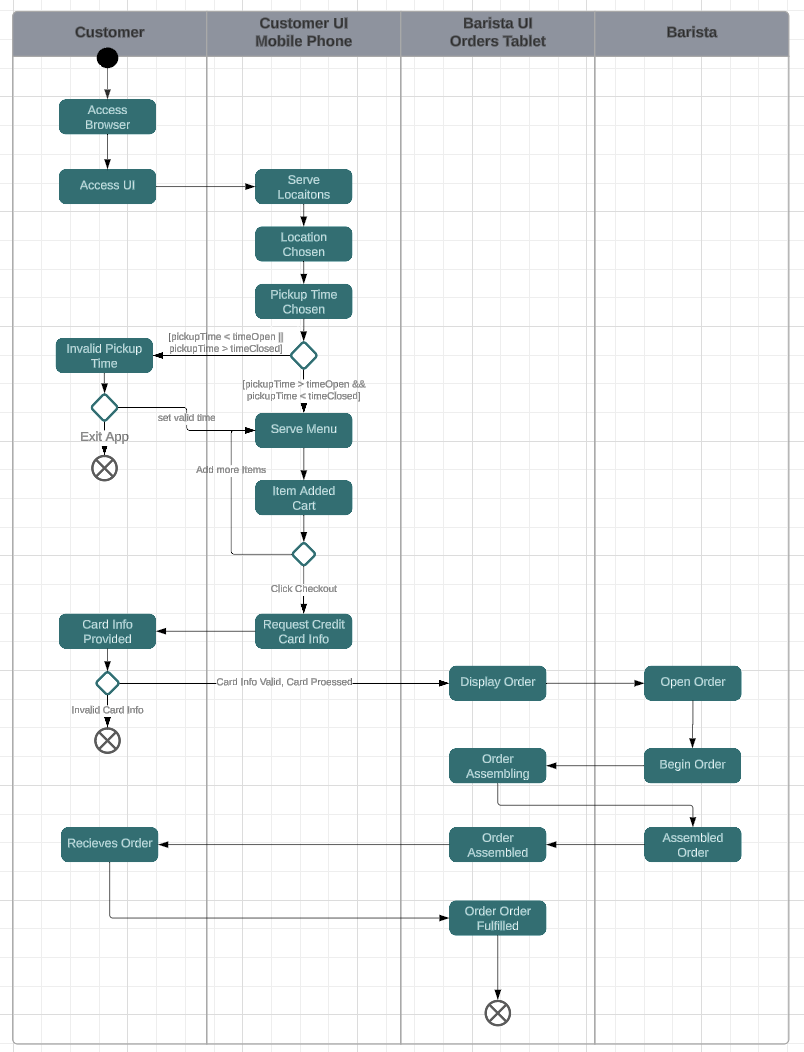 Customer
Customer UI
Mobile Phone
Barista UI
Orders Tablet
Barista
Access
Browser
Access UI
Serve
Locaitons
Location
Chosen
Pickup Time
Chosen
[pickupTime < timeOpen ||
pickupTime > timeClosed]
Invalid Pickup
Time
[pickupTime > timeOpen &&
pickupTime < timeClosed]
set valid time
Serve Menu
Exit App
Add more Items
Item Added
Cart
Click Checkout
Card Info
Provided
Request Credit
Card Info
Card Info Valid, Card Proessed
Display Order
Open Order
Invalid Card Info
Order
Assembling
Begin Order
Recieves Order
Order
Assembled
Assembled
Order
Order Order
Fulfilled